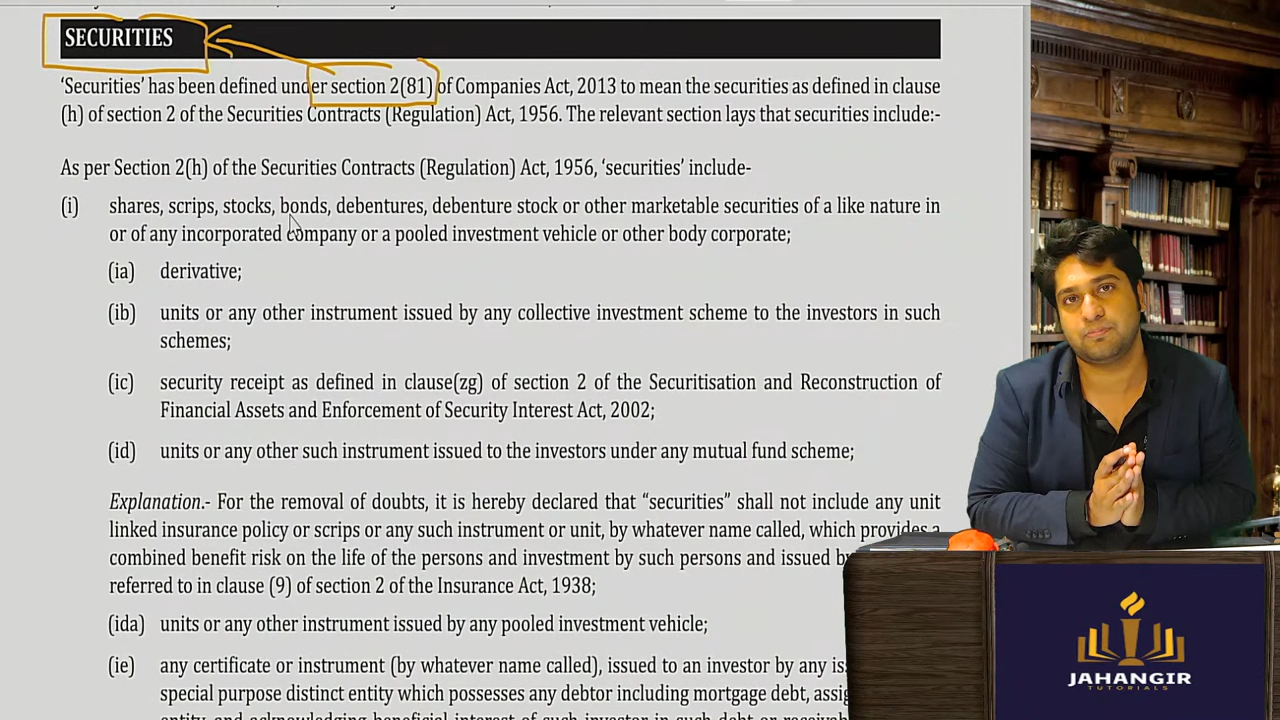 SECURITIES
‘Securities’ has been defined under section 2(81) of Companies Act, 2013 to mean the securities as defined in clause
(h) of section 2 of the Securities Contracts (Regulation) Act, 1956. The relevant section lays that securities include:-
As per Section 2(h) of the Securities Contracts (Regulation) Act, 1956, ‘securities’ include-
(i) shares, scrips, stocks, bonds, debentures, debenture stock or other marketable securities of a like nature in
or of any incorporated company or a pooled investment vehicle or other body corporate;
(ia) derivative;
(ib) units or any other instrument issued by any collective investment scheme to the investors in such
schemes;
(ic) security receipt as defined in clause(zg) of section 2 of the Securitisation and Reconstruction of
Financial Assets and Enforcement of Security Interest Act, 2002;
(id) units or any other such instrument issued to the investors under any mutual fund scheme;
Explanation.- For the removal of doubts, it is hereby declared that “securities” shall not include any unit
linked insurance policy or scrips or any such instrument or unit, by whatever name called, which provides a
combined benefit risk on the life of the persons and investment by such persons and issued by
referred to in clause (9) of section 2 of the Insurance Act, 1938;
(ida) units or any other instrument issued by any pooled investment vehicle;
(ie) any certificate or instrument (by whatever name called), issued to an investor by any
special purpose distinct entity which possesses any debtor including mortgage debt,
entity, and acknowledging beneficial interest of such investor in such debt or
JAHANGIR
TUTORIALS